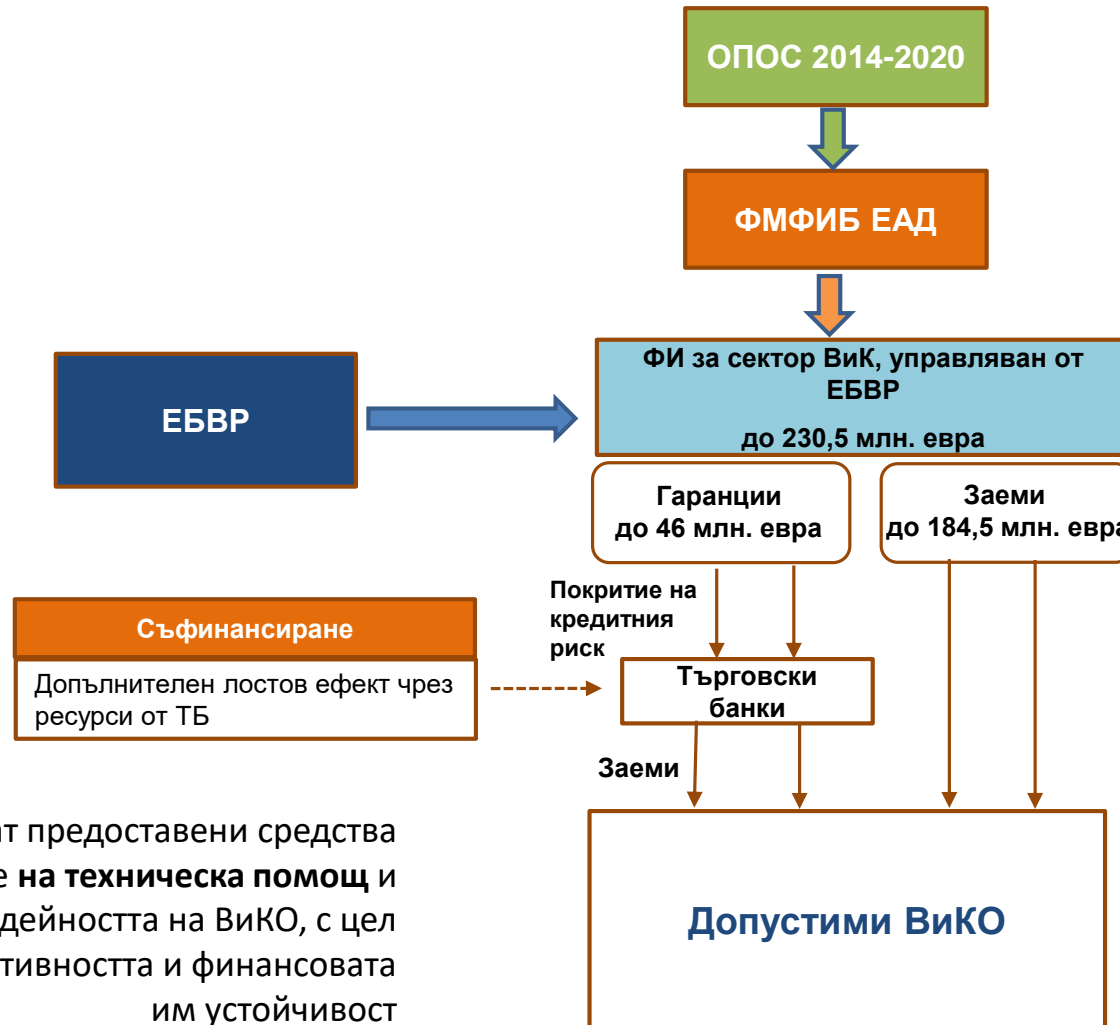 ОПОС 2014-2020
ФМФИБ ЕАД
ЕБВР
ФИ за сектор ВиК, управляван от
ЕБВР
до 230,5 млн. евра
Гаранции
до 46 млн. евра
Заеми
до 184,5 млн. евра
Покритие на
кредитния
риск
Съфинансиране
Допълнителен лостов ефект чрез
ресурси от ТБ
Търговски
банки
Заеми
Допустими ВиКО
ат предоставени средства
е на техническа помощ и
дейността на ВиКО, с цел
тивността и финансовата
им устойчивост